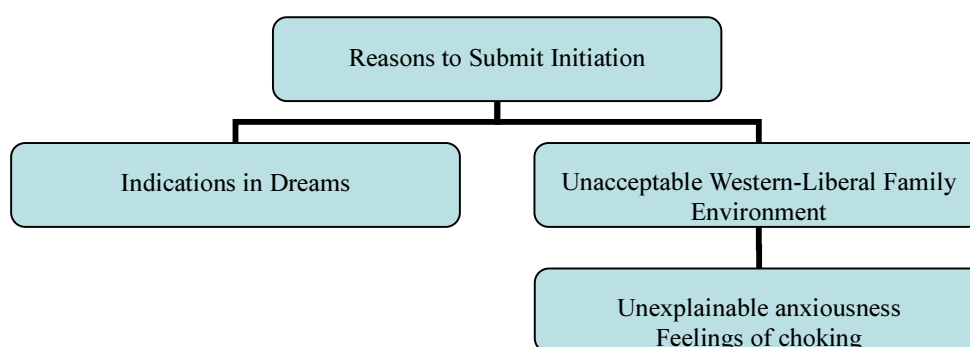 Reasons to Submit Initiation
Indications in Dreams
Unacceptable Western-Liberal Family
Environment
Unexplainable anxiousness
Feelings of choking